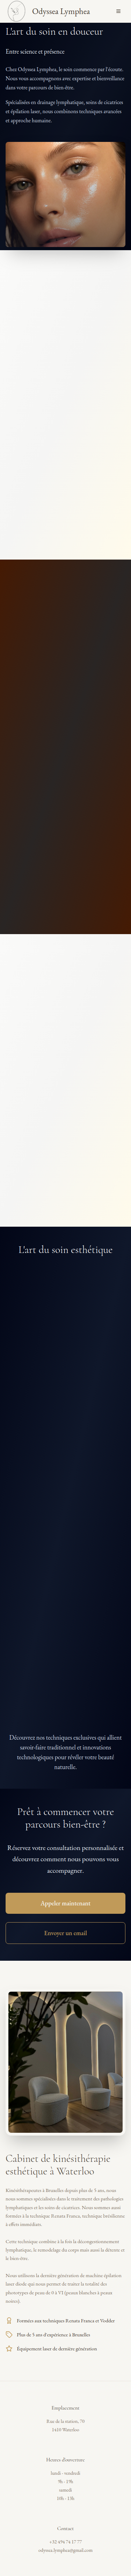 Odyssea Lymphea
L'art du soin en douceur
Entre science et présence
Chez Odyssea Lymphea, le soin commence par l'écoute.
Nous vous accompagnons avec expertise et bienveillance
dans votre parcours de bien-être.
Spécialisées en drainage lymphatique, soins de cicatrices
et épilation laser, nous combinons techniques avancées
et approche humaine.
L'art du soin esthétique
Découvrez nos techniques exclusives qui allient
savoir-faire traditionnel et innovations
technologiques pour révéler votre beauté
naturelle.
Prêt à commencer votre
parcours bien-être ?
Réservez votre consultation personnalisée et
découvrez comment nous pouvons vous
accompagner.
Appeler maintenant
Envoyer un email
Cabinet de kinésithérapie
esthétique à Waterloo
Kinésithérapeutes à Bruxelles depuis plus de 5 ans, nous
nous sommes spécialisées dans le traitement des pathologies
lymphatiques et les soins de cicatrices. Nous sommes aussi
formées à la technique Renata Franca, technique brésilienne
à effets immédiats.
Cette technique combine à la fois la décongestionnement
lymphatique, le remodelage du corps mais aussi la détente et
le bien-être.
Nous utilisons la dernière génération de machine épilation
laser diode qui nous permet de traiter la totalité des
phototypes de peau de 0 à VI (peaux blanches à peaux
noires).
Formées aux techniques Renata Franca et Vodder
Plus de 5 ans d'expérience à Bruxelles
Équipement laser de dernière génération
Emplacement
Rue de la station, 70
1410 Waterloo
Heures d'ouverture
lundi - vendredi
9h - 19h
samedi
10h - 15h
Contact
+32 494 74 17 77
odyssea.lymphea@gmail.com